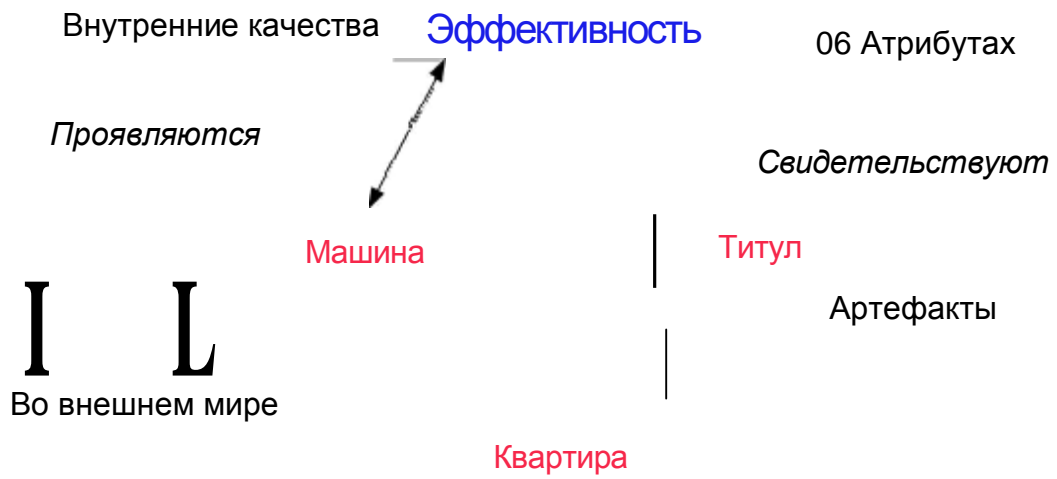 Внутренние качества
Эффективность
06 Атрибутах
Проявляются
Свидетельствуют
Машина
Титул
Артефакты
I L
Во внешнем мире
Квартира